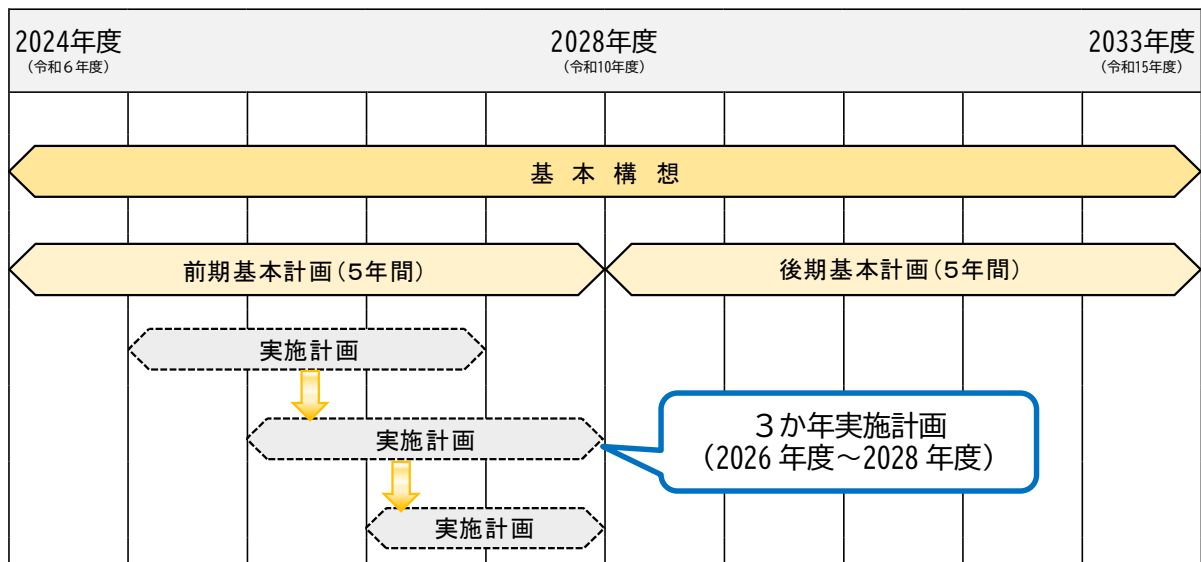 2024年度
（令和６年度）
2028年度
（令和10年度）
2033年度
（令和15年度）
基 本 構 想
前期基本計画（５年間）
後期基本計画（５年間）
実施計画
実施計画
３か年実施計画
（2026 年度～2028 年度）
実施計画